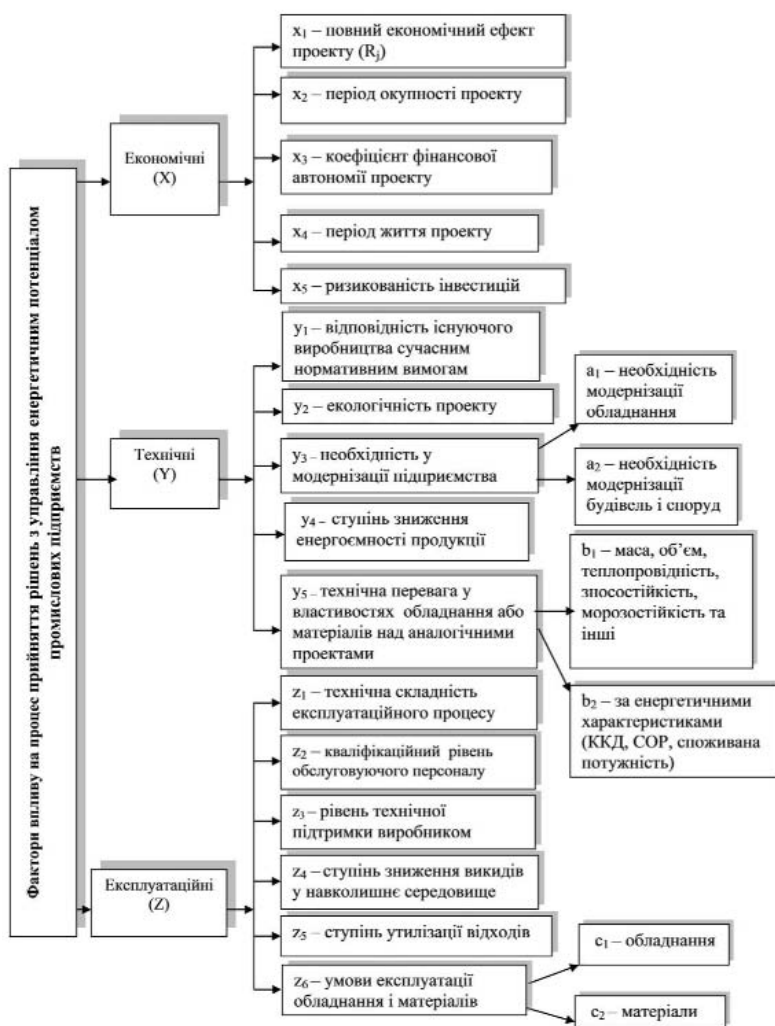 Фактори впливу на процес прийняття рішень з управління енергетичним потенціалом
промислових підприємств
Економічні
(X)
x₁ – повний економічний ефект
проекту (Rⱼ)
x₂ – період окупності проекту
x₃ – коефіцієнт фінансової
автономії проекту
x₄ – період життя проекту
x₅ – ризикованість інвестицій
Технічні
(Y)
y₁ – відповідність існуючого
виробництва сучасним
нормативним вимогам
y₂ – екологічність проекту
y₃ – необхідність у
модернізації підприємства
a₁ – необхідність
модернізації
обладнання
a₂ – необхідність
модернізації
будівель і споруд
y₄ – ступінь зниження
енергоємності продукції
y₅ – технічна перевага у
властивостях обладнання або
матеріалів над аналогічними
проектами
b₁ – маса, об’єм,
теплопровідність,
зносостійкість,
морозостійкість та
інші
b₂ – за енергетичними
характеристиками
(ККД, СОР, споживана
потужність)
Експлуатаційні
(Z)
z₁ – технічна складність
експлуатаційного процесу
z₂ – кваліфікаційний рівень
обслуговуючого персоналу
z₃ – рівень технічної
підтримки виробником
z₄ – ступінь зниження викидів
у навколишнє середовище
z₅ – ступінь утилізації відходів
z₆ – умови експлуатації
обладнання і матеріалів
c₁ – обладнання
c₂ – матеріали